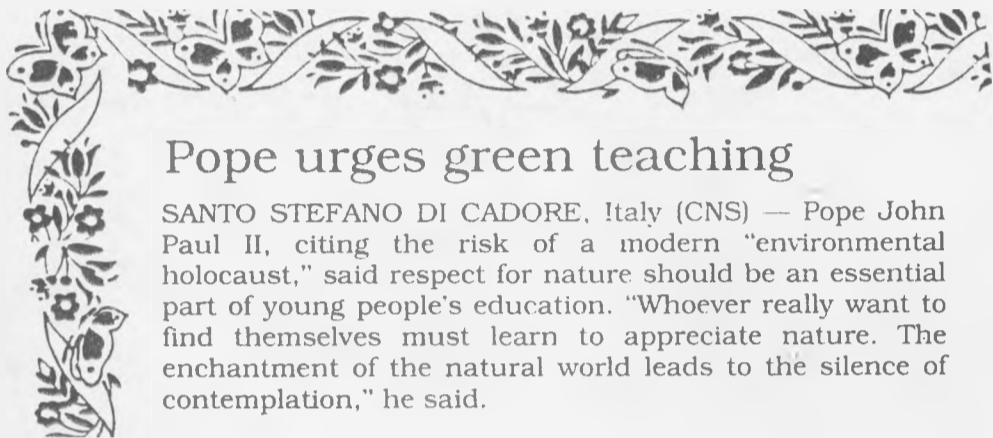 Pope urges green teaching
SANTO STEFANO DI CADORE, Italy (CNS) — Pope John
Paul II, citing the risk of a modern “environmental
holocaust,” said respect for nature should be an essential
part of young people's education. “Whoever really want to
find themselves must learn to appreciate nature. The
enchantment of the natural world leads to the silence of
contemplation,” he said.